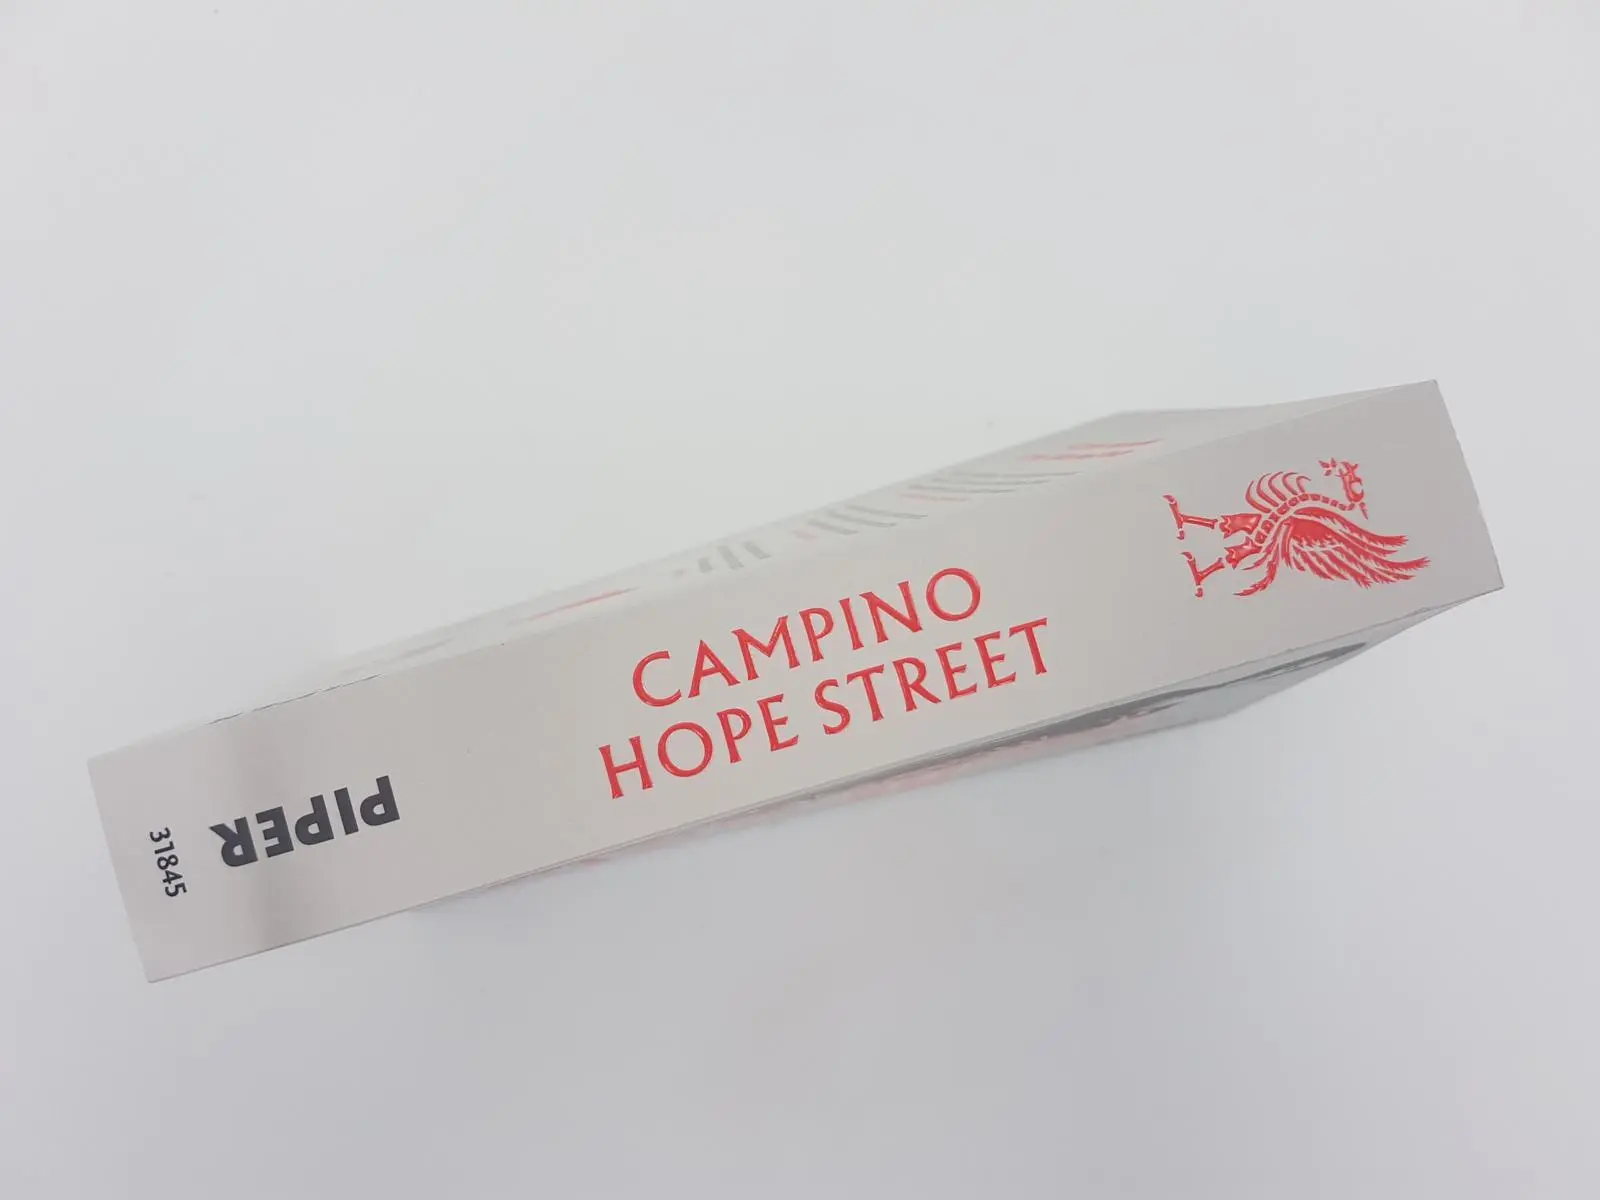 CAMPINO
HOPE STREET
PIPER
31845